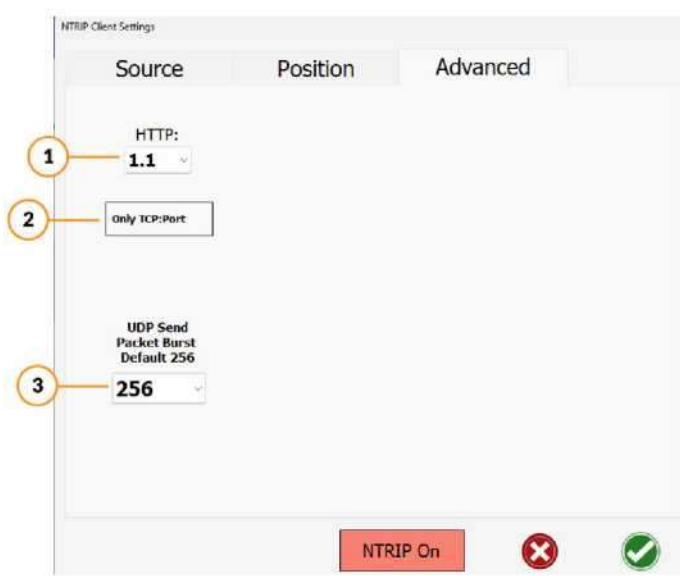 NTRIP Client Settings
Source Position Advanced
HTTP:
1 1.1
2 Only TCP:Port
UDP Send
Packet Burst
Default 256
3 256
NTRIP On